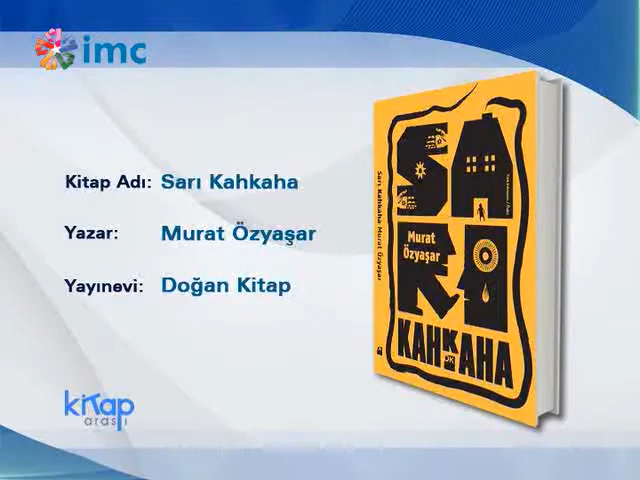 imc
Kitap Adı: Sarı Kahkaha
Yazar: Murat Özyaşar
Yayınevi: Doğan Kitap
kitap
arası
Sarı Kahkaha Murat Özyaşar
SARI
Murat
Özyaşar
KAHKAHA
DK